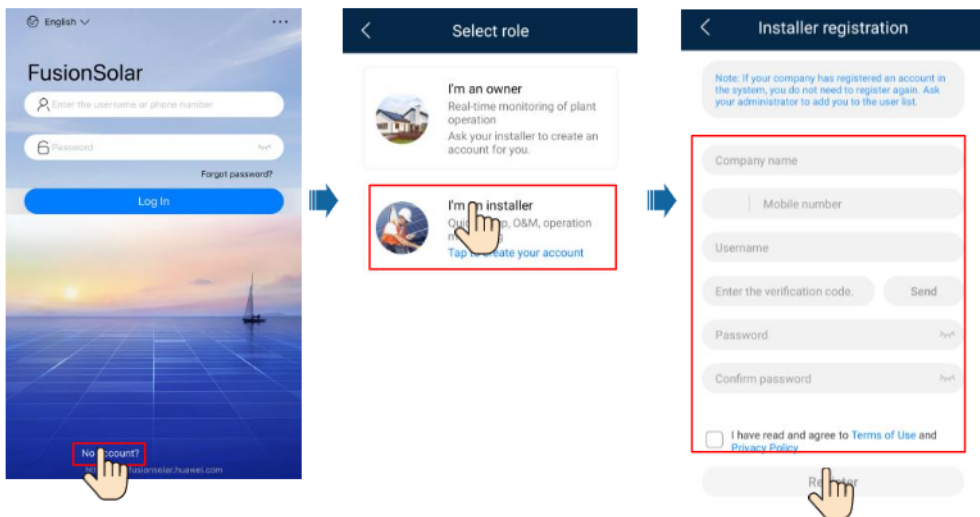 English
...
FusionSolar
Enter the username or phone number
Password
Forgot password?
Log In
No account?
fusionsolar.huawei.com
Select role
I'm an owner
Real-time monitoring of plant
operation
Ask your installer to create an
account for you.
I'm an installer
O&M, operation
Tap to create your account
Installer registration
Note: If your company has registered an account in
the system, you do not need to register again. Ask
your administrator to add you to the user list.
Company name
Mobile number
Username
Enter the verification code.
Send
Password
Confirm password
I have read and agree to Terms of Use and
Privacy Policy
Register